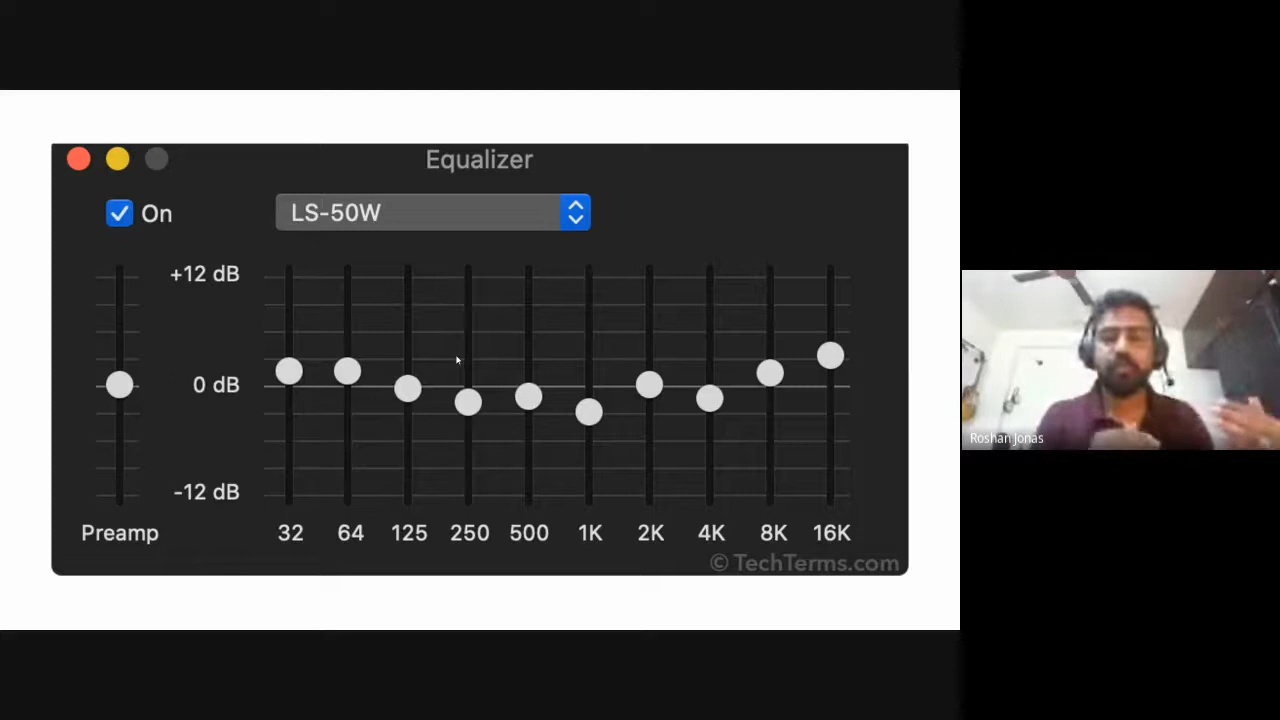 Equalizer
On
LS-50W
+12 dB
0 dB
-12 dB
Preamp 32 64 125 250 500 1K 2K 4K 8K 16K
© TechTerms.com
Roshan Jonas